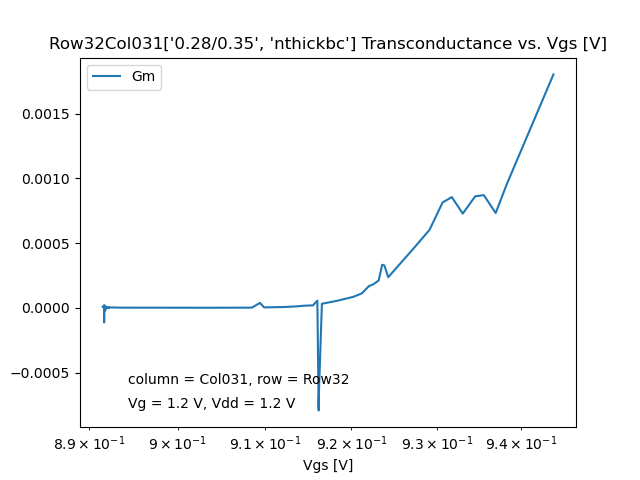 Row32Col031['0.28/0.35', 'nthickbc'] Transconductance vs. Vgs [V]
Gm
0.0015
0.0010
0.0005
0.0000
−0.0005
column = Col031, row = Row32
Vg = 1.2 V, Vdd = 1.2 V
8.9 × 10⁻¹ 9 × 10⁻¹ 9.1 × 10⁻¹ 9.2 × 10⁻¹ 9.3 × 10⁻¹ 9.4 × 10⁻¹
Vgs [V]